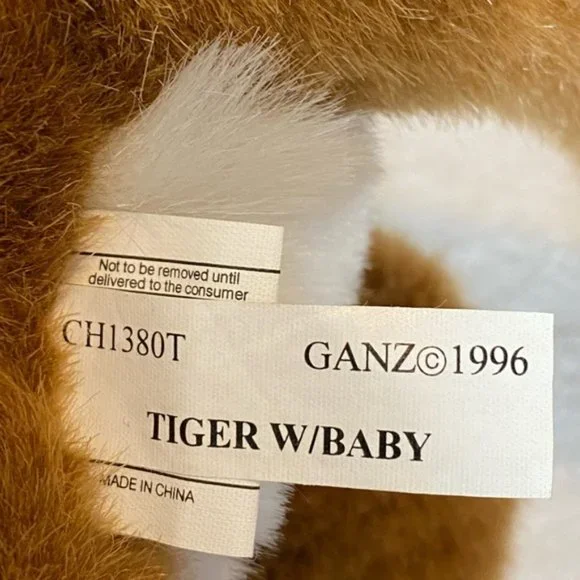 Not to be removed until
delivered to the consumer
CH1380T GANZ©1996
TIGER W/BABY
MADE IN CHINA